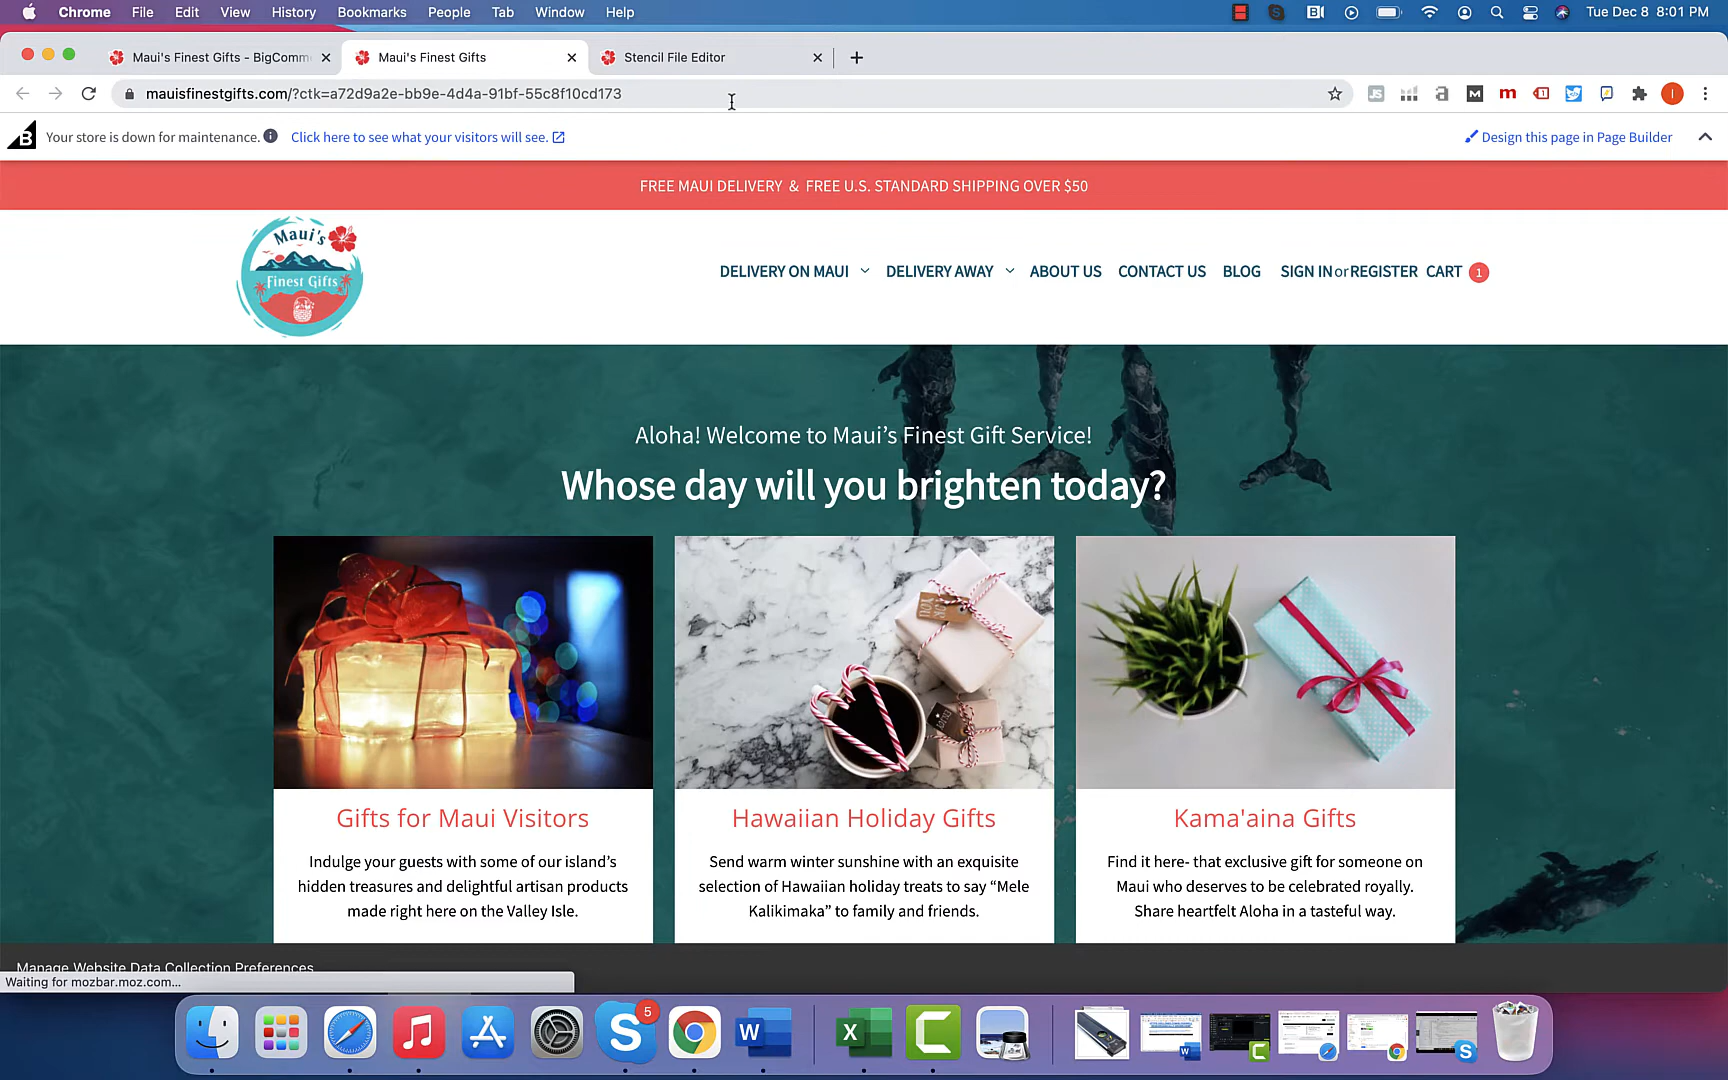 Chrome File Edit View History Bookmarks People Tab Window Help Tue Dec 8 8:01 PM
Maui's Finest Gifts - BigComm Maui's Finest Gifts Stencil File Editor
mauisfinestgifts.com/?ctk=a72d9a2e-bb9e-4d4a-91bf-55c8f10cd173
Your store is down for maintenance. Click here to see what your visitors will see. Design this page in Page Builder
FREE MAUI DELIVERY & FREE U.S. STANDARD SHIPPING OVER $50
Maui's
Finest Gifts
DELIVERY ON MAUI DELIVERY AWAY ABOUT US CONTACT US BLOG SIGN IN or REGISTER CART 1
Aloha! Welcome to Maui’s Finest Gift Service!
Whose day will you brighten today?
Gifts for Maui Visitors
Indulge your guests with some of our island’s
hidden treasures and delightful artisan products
made right here on the Valley Isle.
Hawaiian Holiday Gifts
Send warm winter sunshine with an exquisite
selection of Hawaiian holiday treats to say “Mele
Kalikimaka” to family and friends.
Kama'aina Gifts
Find it here- that exclusive gift for someone on
Maui who deserves to be celebrated royally.
Share heartfelt Aloha in a tasteful way.
Manage Website Data Collection Preferences
Waiting for mozbar.moz.com...
5